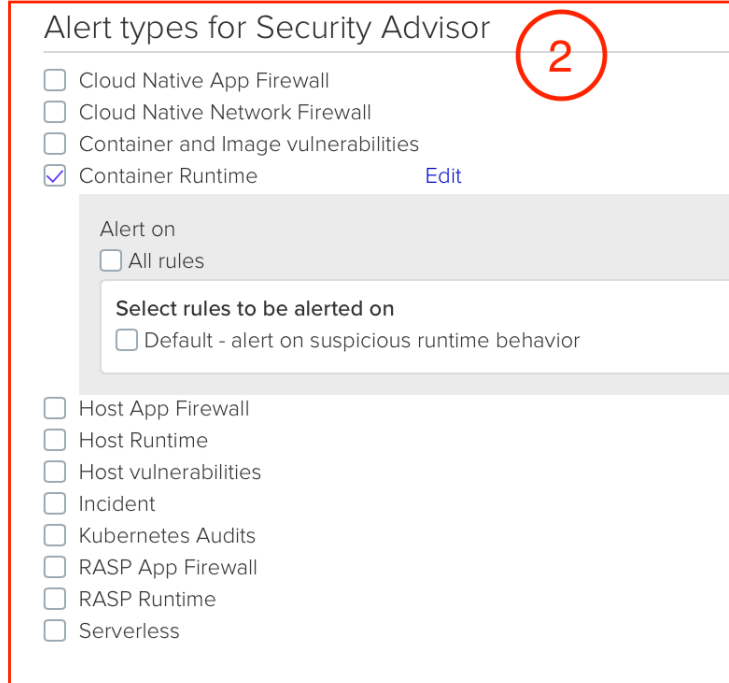 Alert types for Security Advisor
2
Cloud Native App Firewall
Cloud Native Network Firewall
Container and Image vulnerabilities
Container Runtime Edit
Alert on
All rules
Select rules to be alerted on
Default - alert on suspicious runtime behavior
Host App Firewall
Host Runtime
Host vulnerabilities
Incident
Kubernetes Audits
RASP App Firewall
RASP Runtime
Serverless